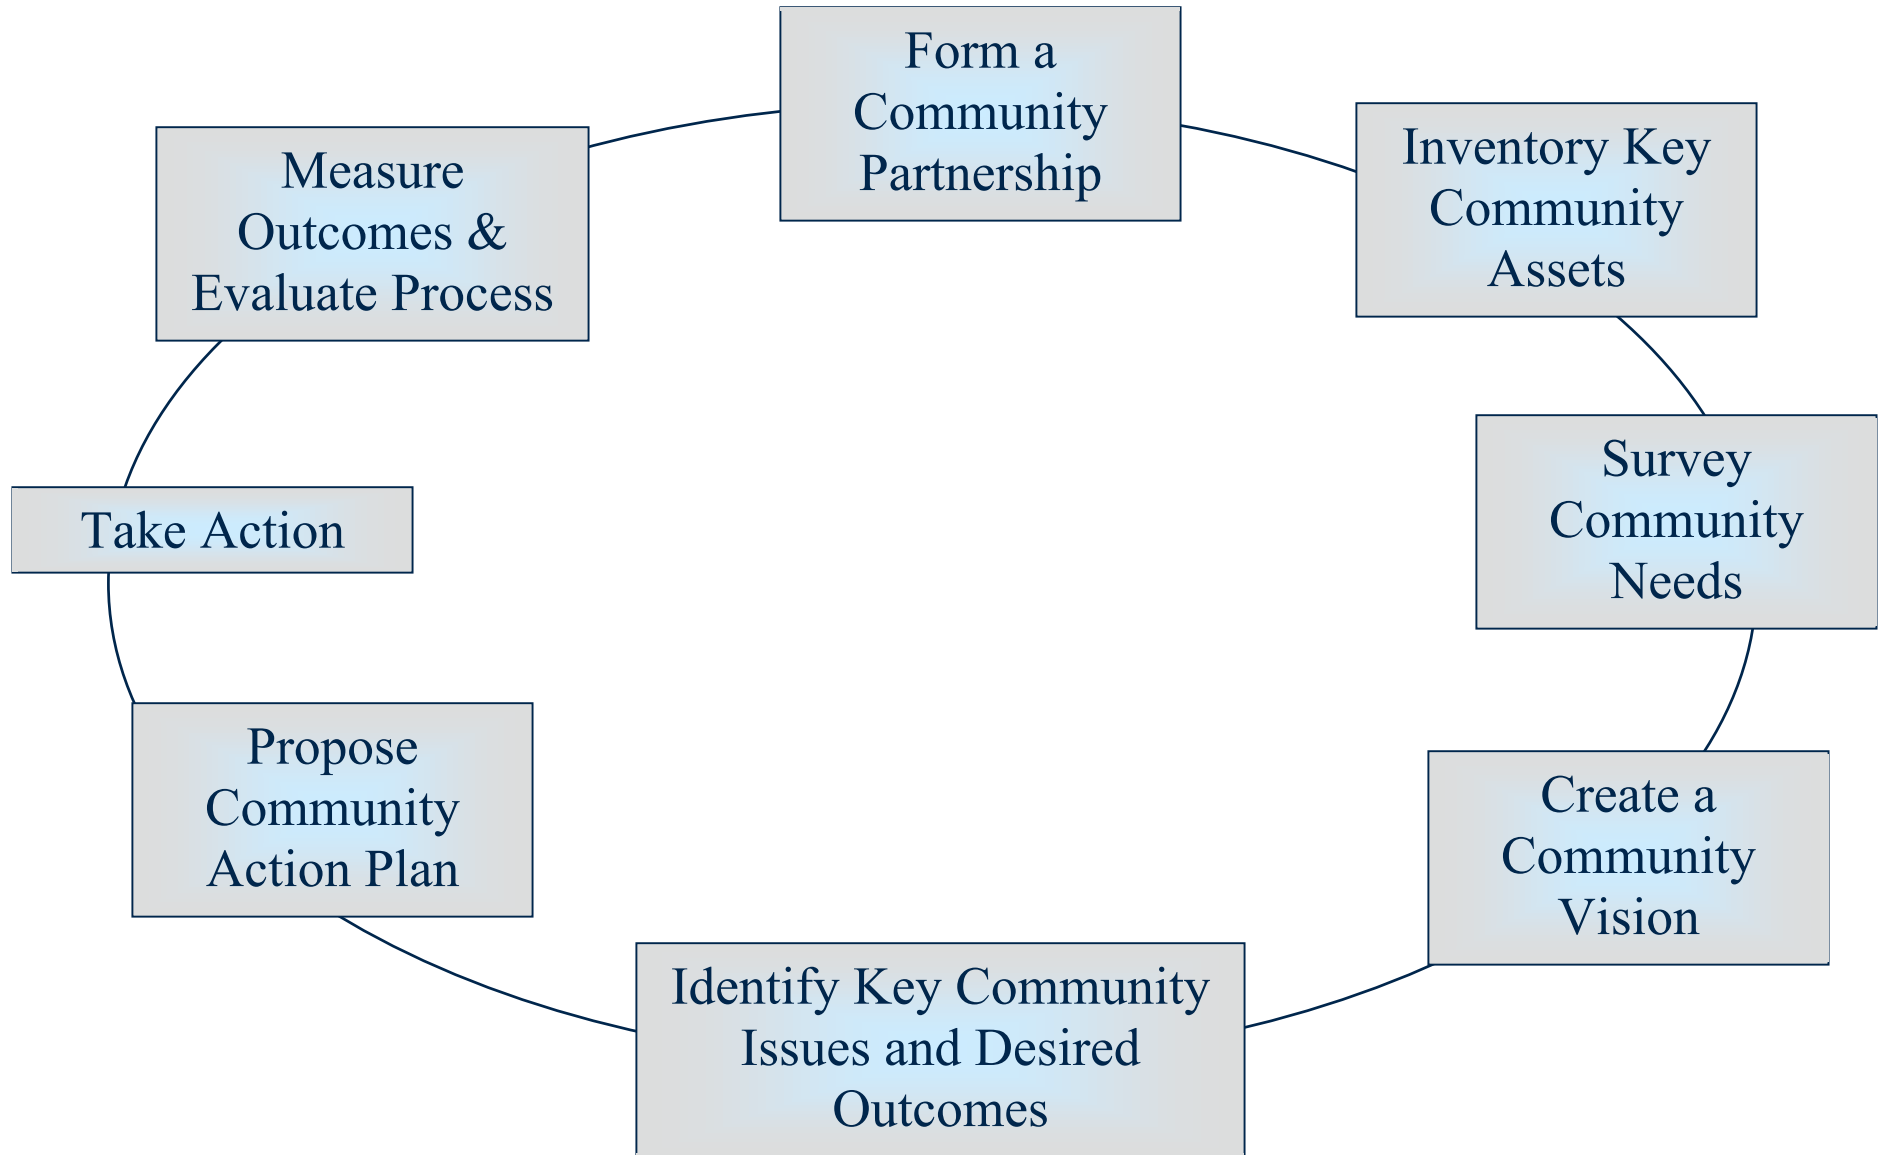 Form a
Community
Partnership
Inventory Key
Community
Assets
Survey
Community
Needs
Create a
Community
Vision
Identify Key Community
Issues and Desired
Outcomes
Propose
Community
Action Plan
Take Action
Measure
Outcomes &
Evaluate Process